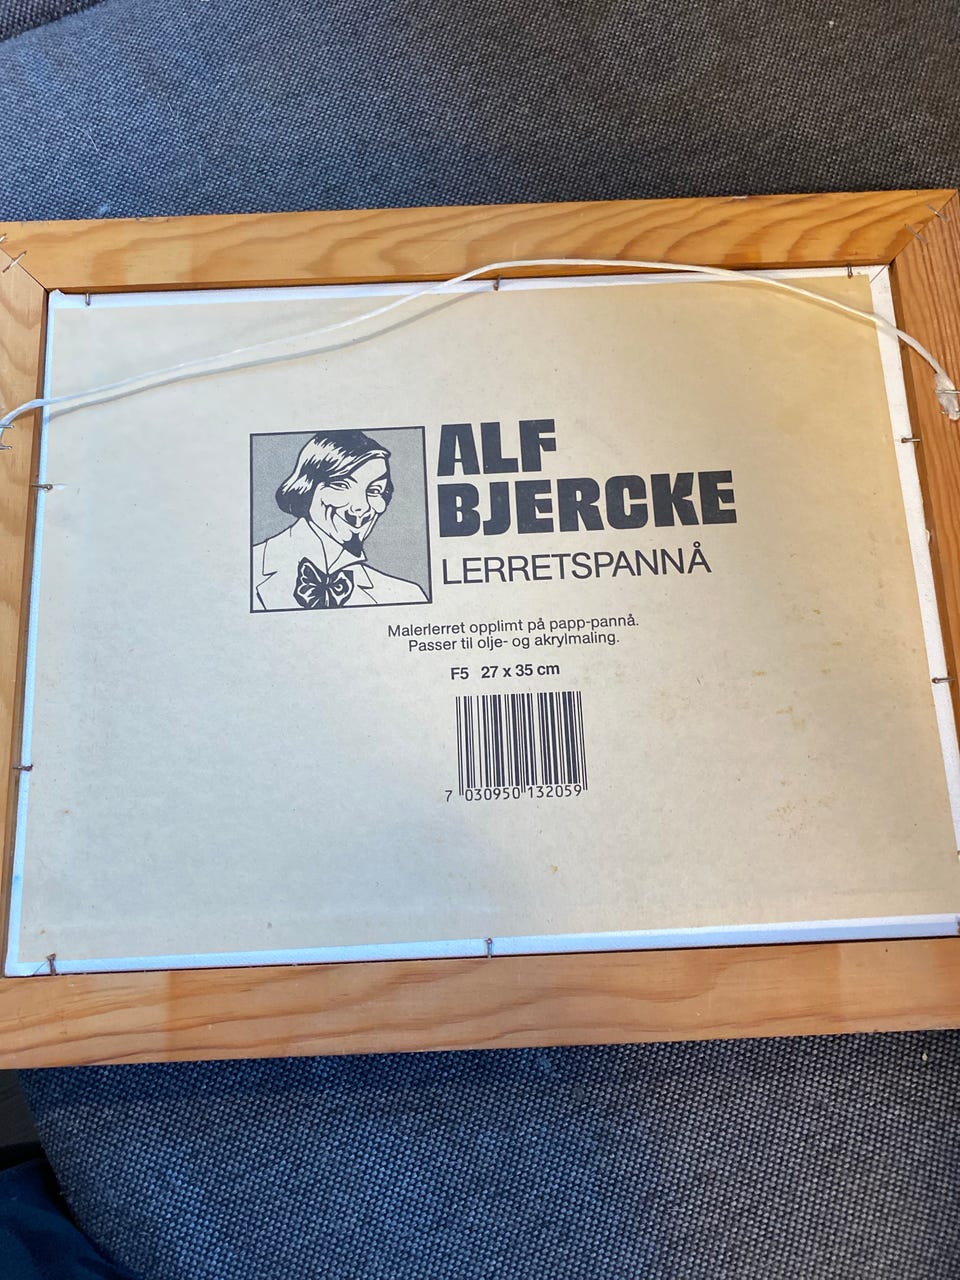 ALF
BJERCKE
LERRETSPANNÅ
Malerlerret opplimt på papp-pannå.
Passer til olje- og akrylmaling.
F5 27 x 35 cm
7 030950 132059